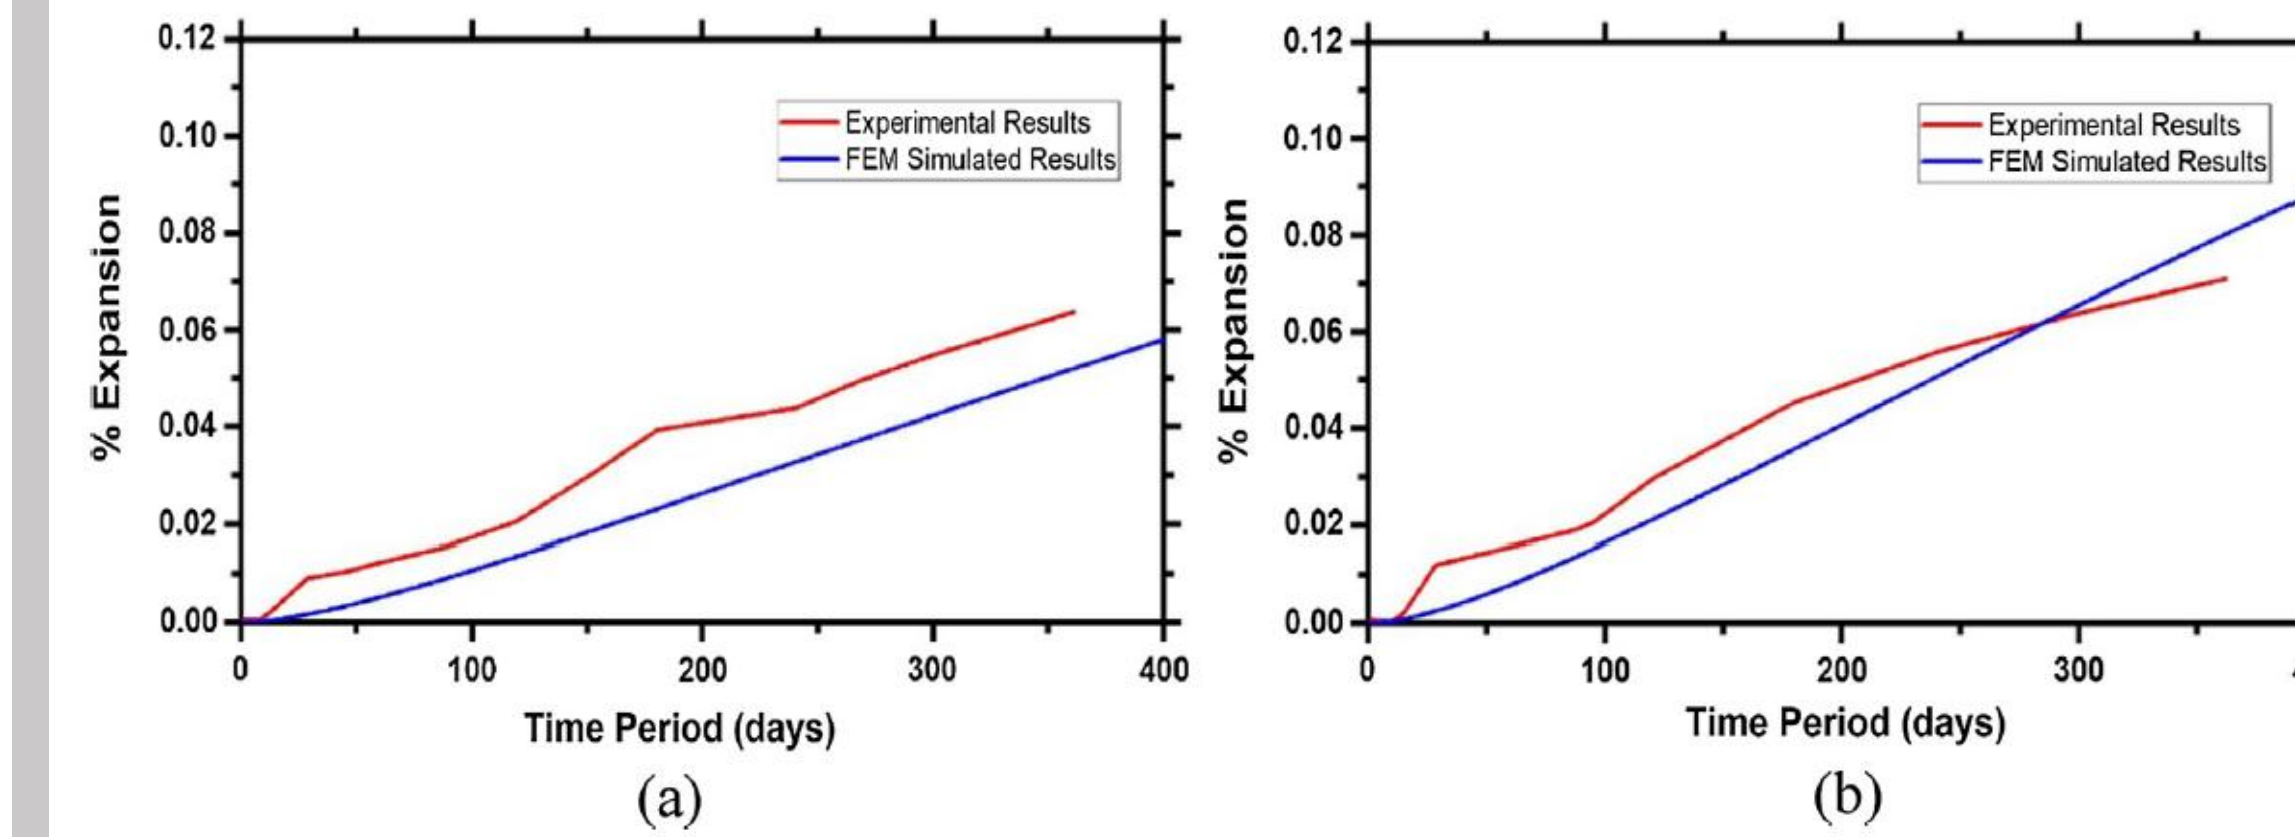 0.12
0.10
0.08
0.06
0.04
0.02
0.00
% Expansion
Experimental Results
FEM Simulated Results
0 100 200 300 400
Time Period (days)
(a)
0.12
0.10
0.08
0.06
0.04
0.02
0.00
% Expansion
Experimental Results
FEM Simulated Results
0 100 200 300
Time Period (days)
(b)